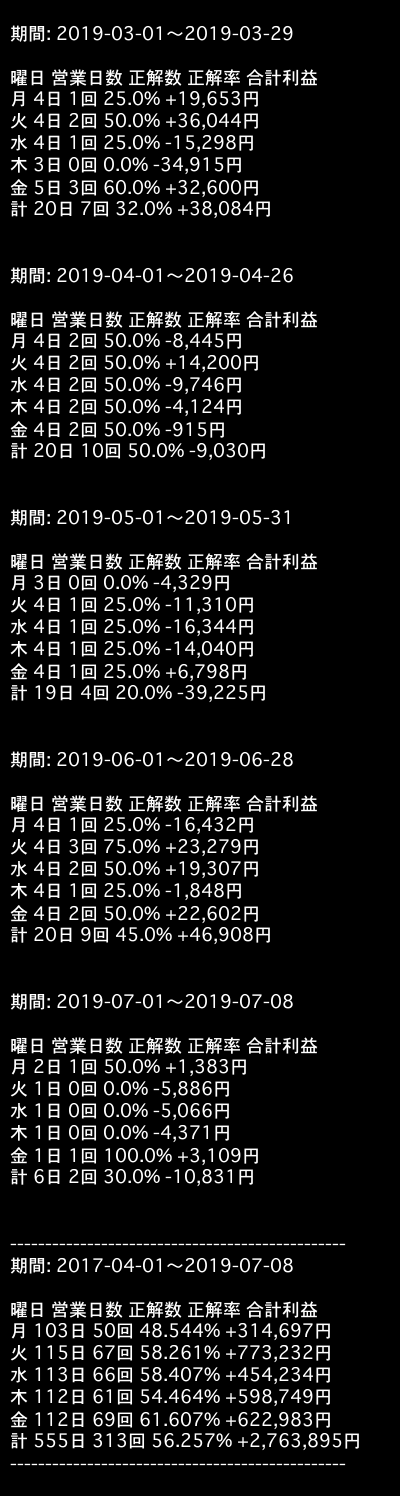 期間: 2019-03-01〜2019-03-29
曜日 営業日数 正解数 正解率 合計利益
月 4日 1回 25.0% +19,653円
火 4日 2回 50.0% +36,044円
水 4日 1回 25.0% -15,298円
木 3日 0回 0.0% -34,915円
金 5日 3回 60.0% +32,600円
計 20日 7回 32.0% +38,084円
期間: 2019-04-01〜2019-04-26
曜日 営業日数 正解数 正解率 合計利益
月 4日 2回 50.0% -8,445円
火 4日 2回 50.0% +14,200円
水 4日 2回 50.0% -9,746円
木 4日 2回 50.0% -4,124円
金 4日 2回 50.0% -915円
計 20日 10回 50.0% -9,030円
期間: 2019-05-01〜2019-05-31
曜日 営業日数 正解数 正解率 合計利益
月 3日 0回 0.0% -4,329円
火 4日 1回 25.0% -11,310円
水 4日 1回 25.0% -16,344円
木 4日 1回 25.0% -14,040円
金 4日 1回 25.0% +6,798円
計 19日 4回 20.0% -39,225円
期間: 2019-06-01〜2019-06-28
曜日 営業日数 正解数 正解率 合計利益
月 4日 1回 25.0% -16,432円
火 4日 3回 75.0% +23,279円
水 4日 2回 50.0% +19,307円
木 4日 1回 25.0% -1,848円
金 4日 2回 50.0% +22,602円
計 20日 9回 45.0% +46,908円
期間: 2019-07-01〜2019-07-08
曜日 営業日数 正解数 正解率 合計利益
月 2日 1回 50.0% +1,383円
火 1日 0回 0.0% -5,886円
水 1日 0回 0.0% -5,066円
木 1日 0回 0.0% -4,371円
金 1日 1回 100.0% +3,109円
計 6日 2回 30.0% -10,831円
------------------------------------------------
期間: 2017-04-01〜2019-07-08
曜日 営業日数 正解数 正解率 合計利益
月 103日 50回 48.544% +314,697円
火 115日 67回 58.261% +773,232円
水 113日 66回 58.407% +454,234円
木 112日 61回 54.464% +598,749円
金 112日 69回 61.607% +622,983円
計 555日 313回 56.257% +2,763,895円
------------------------------------------------